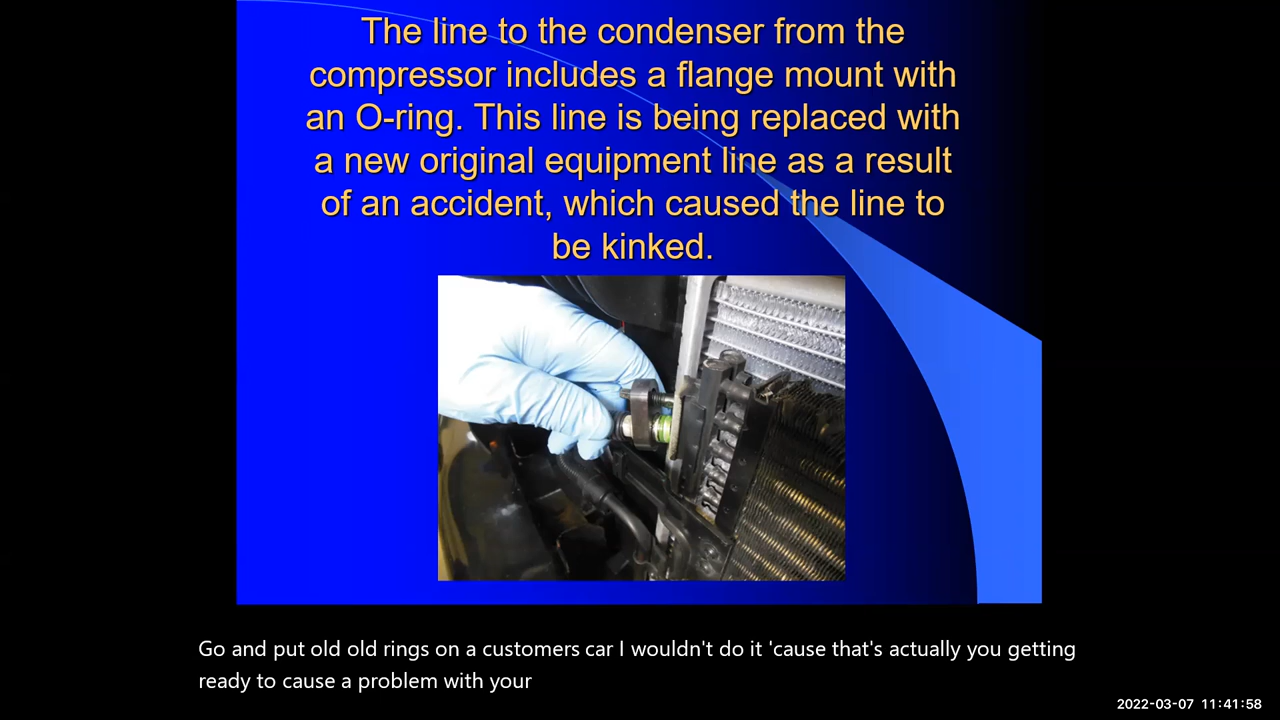 The line to the condenser from the
compressor includes a flange mount with
an O-ring. This line is being replaced with
a new original equipment line as a result
of an accident, which caused the line to
be kinked.
Go and put old old rings on a customers car I wouldn't do it 'cause that's actually you getting
ready to cause a problem with your
2022-03-07 11:41:58